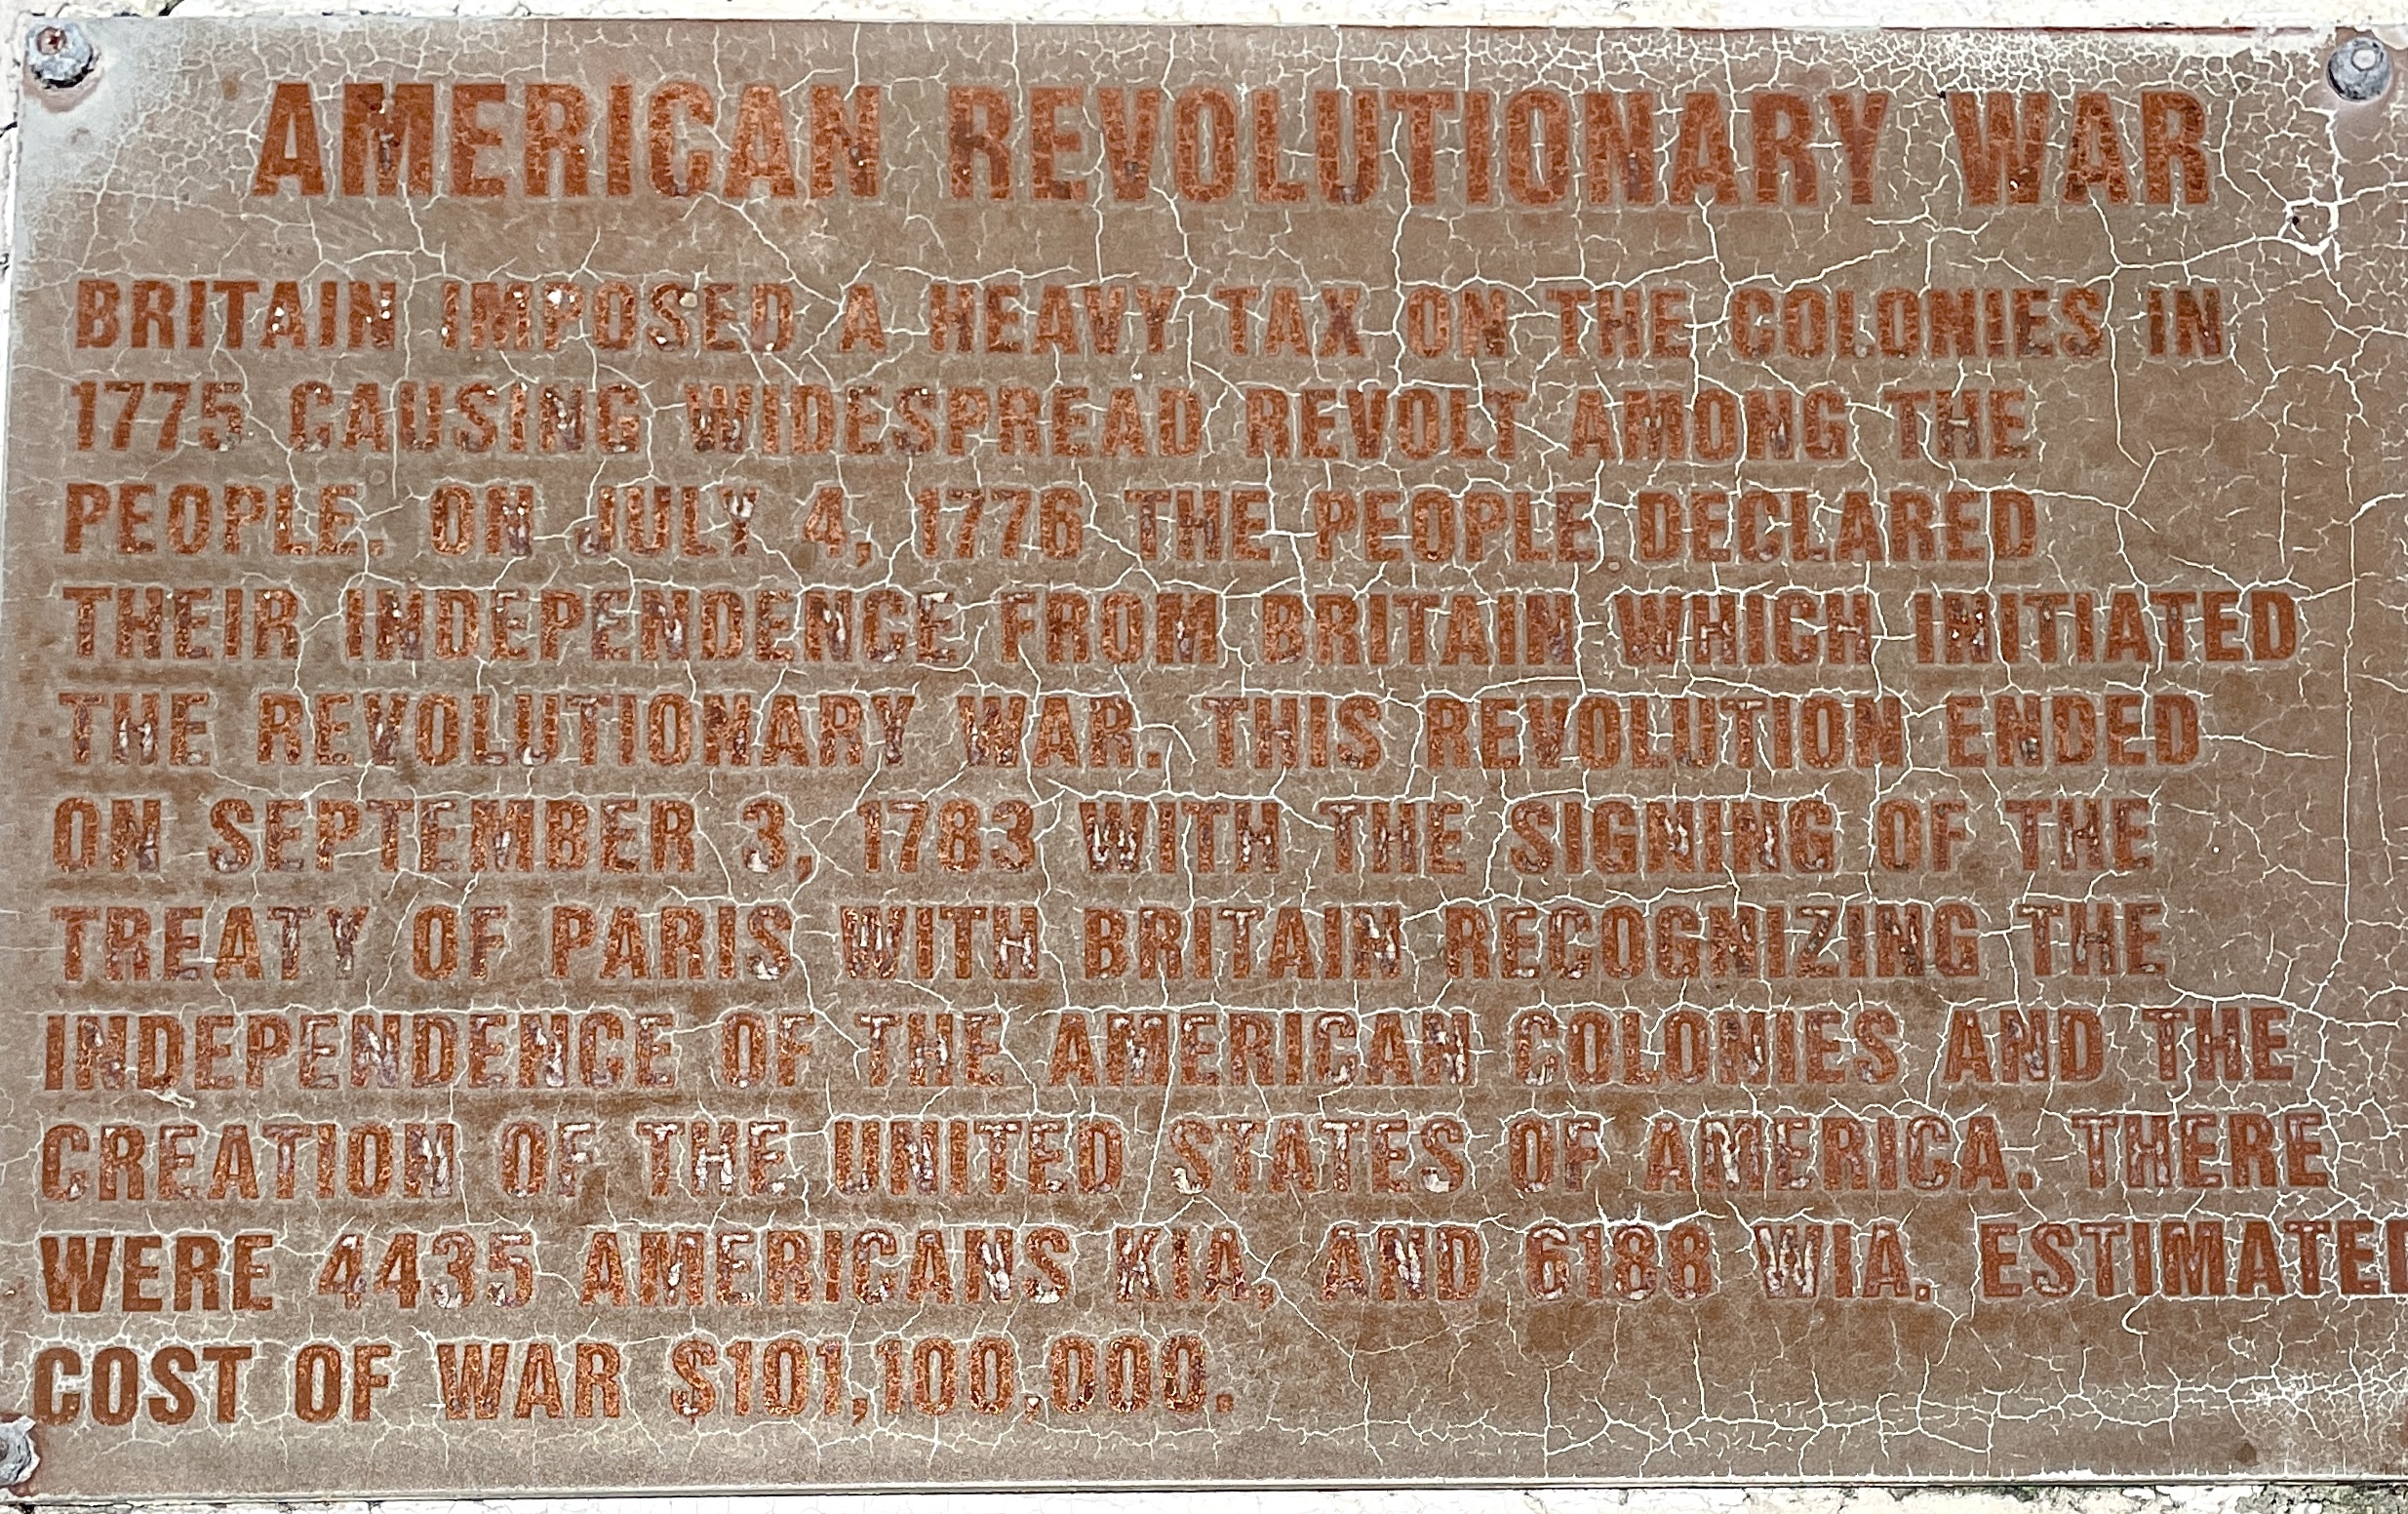 AMERICAN REVOLUTIONARY WAR
BRITAIN IMPOSED A HEAVY TAX ON THE COLONIES IN
1775 CAUSING WIDESPREAD REVOLT AMONG THE
PEOPLE. ON JULY 4, 1776 THE PEOPLE DECLARED
THEIR INDEPENDENCE FROM BRITAIN WHICH INITIATED
THE REVOLUTIONARY WAR. THIS REVOLUTION ENDED
ON SEPTEMBER 3, 1783 WITH THE SIGNING OF THE
TREATY OF PARIS WITH BRITAIN RECOGNIZING THE
INDEPENDENCE OF THE AMERICAN COLONIES AND THE
CREATION OF THE UNITED STATES OF AMERICA. THERE
WERE 4435 AMERICANS KIA, AND 6188 WIA. ESTIMATED
COST OF WAR $101,100,000.